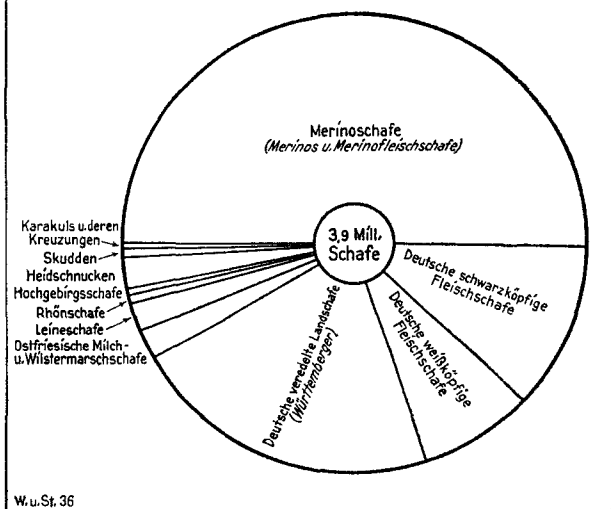 Merinoschafe
(Merinos u. Merinofleischschafe)
3,9 Mill.
Schafe
Deutsche schwarzköpfige
Fleischschafe
Deutsche weißköpfige
Fleischschafe
Deutsche veredelte Landschafe
(Württemberger)
Karakuls u. deren
Kreuzungen
Skudden
Heidschnucken
Hochgebirgsschafe
Rhönschafe
Leineschafe
Ostfriesische Milch-
u. Wilstermarschschafe
W. u. St. 36